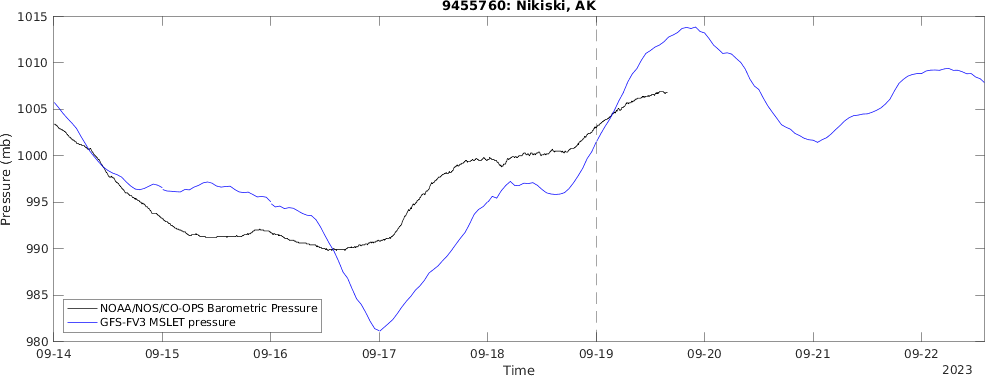 9455760: Nikiski, AK
1015
1010
1005
1000
995
990
985
980
Pressure (mb)
NOAA/NOS/CO-OPS Barometric Pressure
GFS-FV3 MSLET pressure
09-14 09-15 09-16 09-17 09-18 09-19 09-20 09-21 09-22
Time
2023